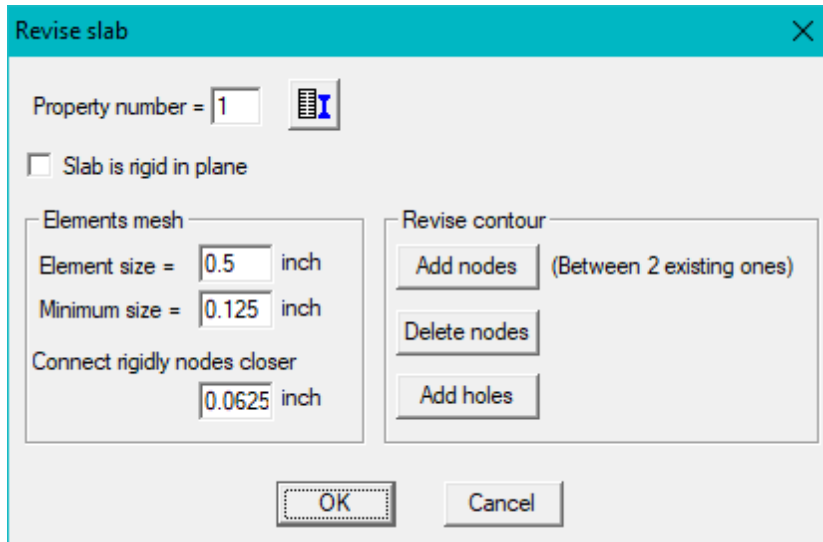 Revise slab
Property number = 1
Slab is rigid in plane
Elements mesh
Element size = 0.5 inch
Minimum size = 0.125 inch
Connect rigidly nodes closer
0.0625 inch
Revise contour
Add nodes (Between 2 existing ones)
Delete nodes
Add holes
OK Cancel